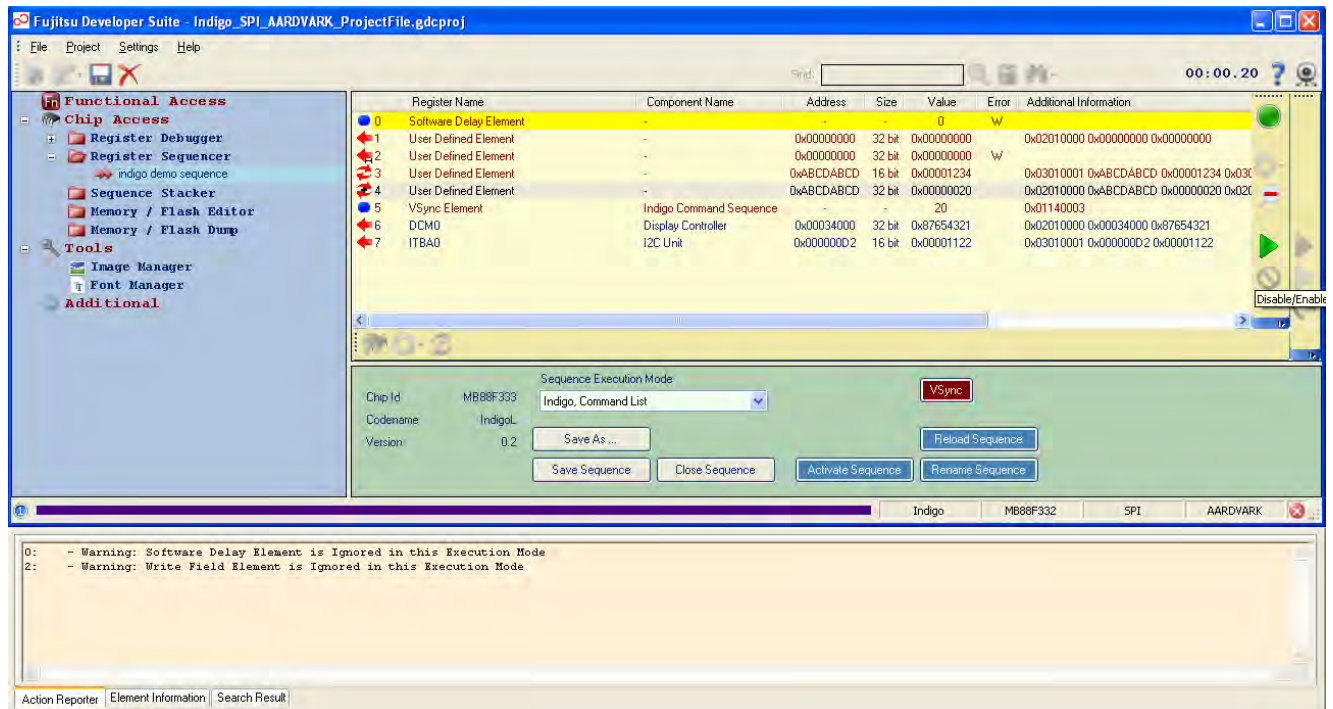 Fujitsu Developer Suite - Indigo_SPI_AARDVARK_ProjectFile.gdcproj
File Project Settings Help
Find: 00:00.20
Functional Access
Chip Access
Register Debugger
Register Sequencer
indigo demo sequence
Sequence Stacker
Memory / Flash Editor
Memory / Flash Dump
Tools
Image Manager
Font Manager
Additional
Register Name Component Name Address Size Value Error Additional Information
0 Software Delay Element - - - 0 W
1 User Defined Element - 0x00000000 32 bit 0x00000000 0x02010000 0x00000000 0x00000000
2 User Defined Element - 0x00000000 32 bit 0x00000000 W
3 User Defined Element - 0xABCDABCD 16 bit 0x00001234 0x03010001 0xABCDABCD 0x00001234 0x030
4 User Defined Element - 0xABCDABCD 32 bit 0x00000020 0x02010000 0xABCDABCD 0x00000020 0x020
5 VSync Element Indigo Command Sequence - - 20 0x01140003
6 DCM0 Display Controller 0x00034000 32 bit 0x87654321 0x02010000 0x00034000 0x87654321
7 ITBA0 I2C Unit 0x000000D2 16 bit 0x00001122 0x03010001 0x000000D2 0x00001122
Disable/Enable
Chip Id MB88F333
Codename IndigoL
Version 0.2
Sequence Execution Mode
Indigo, Command List
VSync
Save As ... Reload Sequence
Save Sequence Close Sequence Activate Sequence Rename Sequence
Indigo MB88F332 SPI AARDVARK
0: - Warning: Software Delay Element is Ignored in this Execution Mode
2: - Warning: Write Field Element is Ignored in this Execution Mode
Action Reporter Element Information Search Result